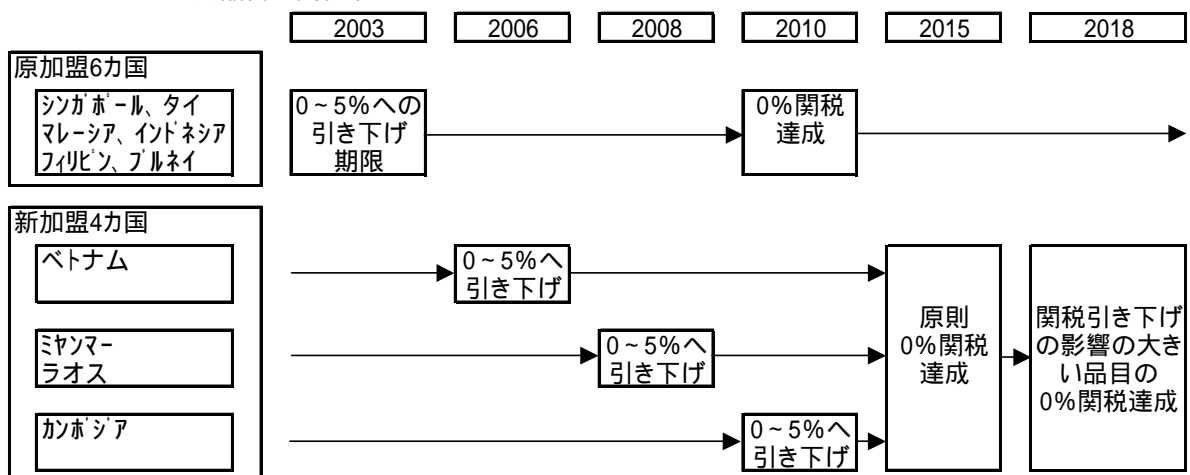 2003
2006
2008
2010
2015
2018
原加盟6カ国
ｼﾝｶﾞﾎﾟｰﾙ、タイ
ﾏﾚｰｼｱ、ｲﾝﾄﾞﾈｼｱ
ﾌｨﾘﾋﾟﾝ、ﾌﾞﾙﾈｲ
0～5%への
引き下げ
期限
0%関税
達成
新加盟4カ国
ベトナム
0～5%へ
引き下げ
ﾐﾔﾝﾏｰ
ラオス
0～5%へ
引き下げ
ｶﾝﾎﾞｼﾞｱ
0～5%へ
引き下げ
原則
0%関税
達成
関税引き下げ
の影響の大き
い品目の
0%関税達成